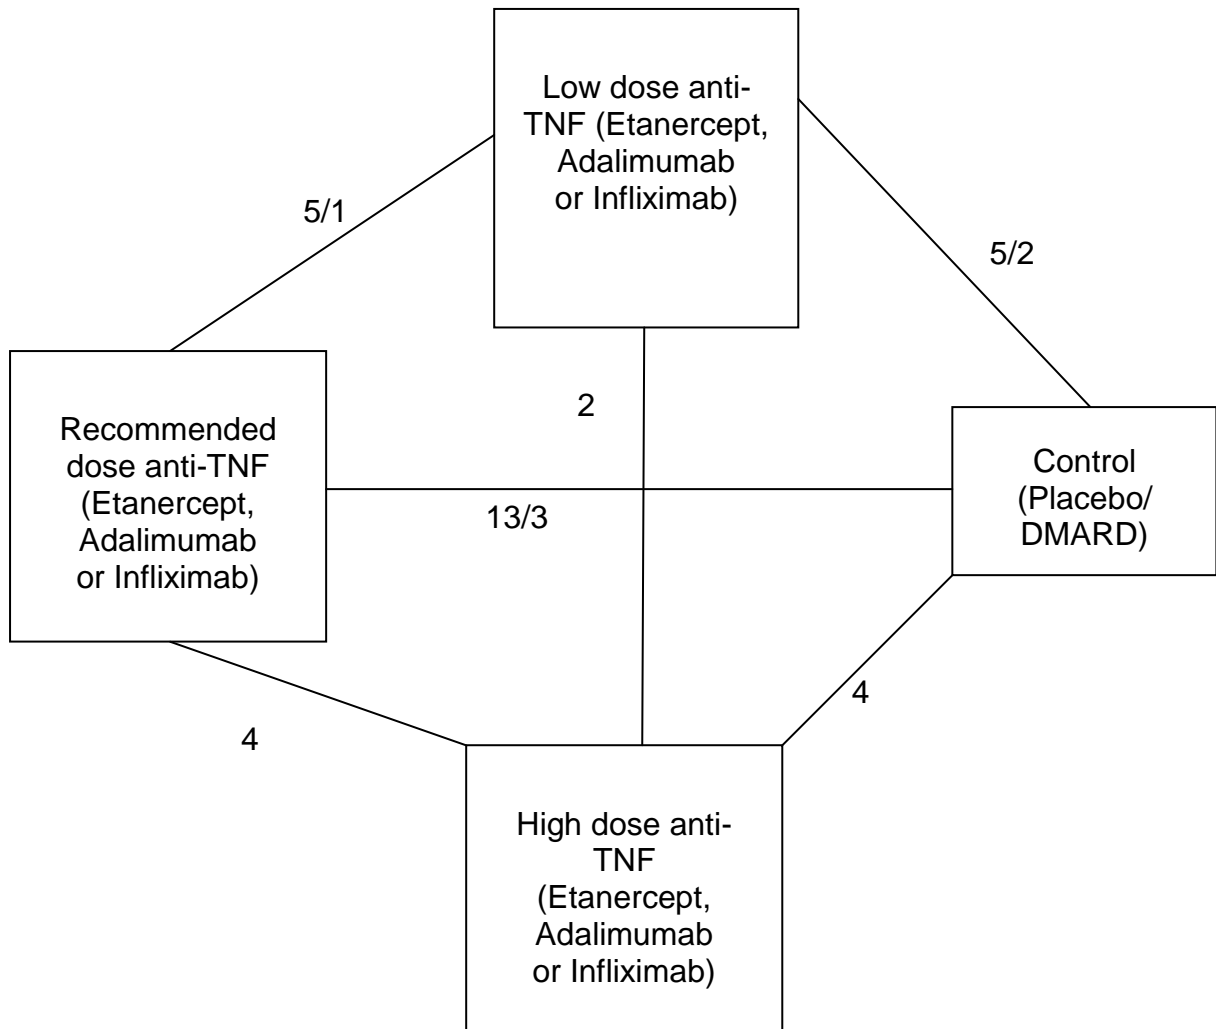 Low dose anti-
TNF (Etanercept,
Adalimumab
or Infliximab)
5/1
5/2
2
Recommended
dose anti-TNF
(Etanercept,
Adalimumab
or Infliximab)
Control
(Placebo/
DMARD)
13/3
4
4
High dose anti-
TNF
(Etanercept,
Adalimumab
or Infliximab)